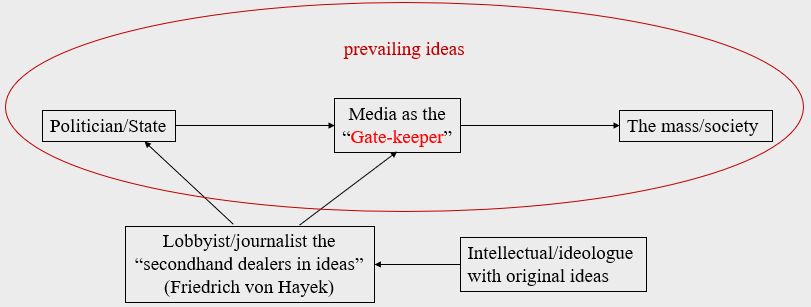 prevailing ideas
Politician/State
Media as the
“Gate-keeper”
The mass/society
Lobbyist/journalist the
“secondhand dealers in ideas”
(Friedrich von Hayek)
Intellectual/ideologue
with original ideas